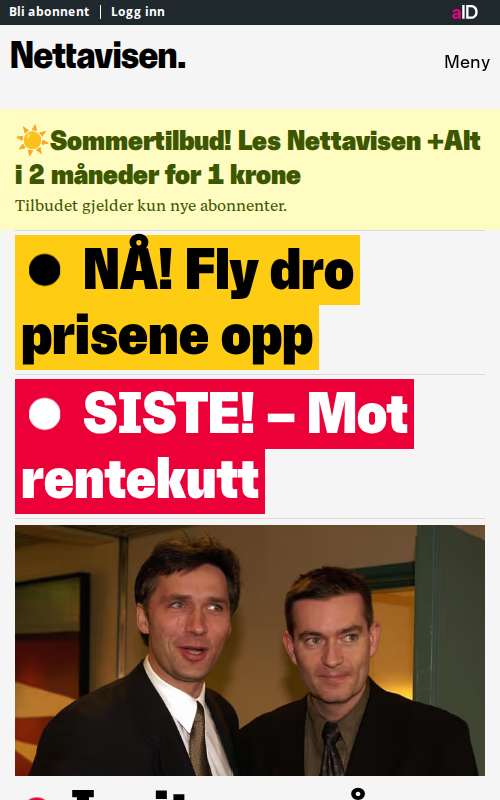 Bli abonnent | Logg inn
aID
Nettavisen.
Meny
☀️Sommertilbud! Les Nettavisen +Alt
i 2 måneder for 1 krone
Tilbudet gjelder kun nye abonnenter.
NÅ! Fly dro
prisene opp
SISTE! – Mot
rentekutt